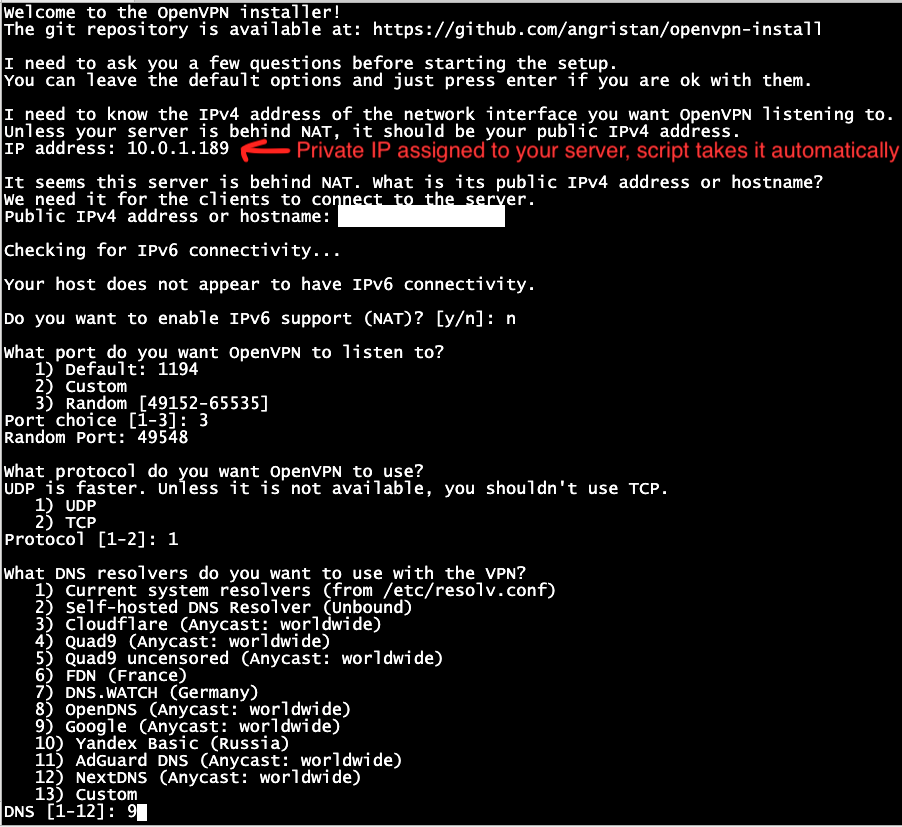 Welcome to the OpenVPN installer!
The git repository is available at: https://github.com/angristan/openvpn-install
I need to ask you a few questions before starting the setup.
You can leave the default options and just press enter if you are ok with them.
I need to know the IPv4 address of the network interface you want OpenVPN listening to.
Unless your server is behind NAT, it should be your public IPv4 address.
IP address: 10.0.1.189 Private IP assigned to your server, script takes it automatically
It seems this server is behind NAT. What is its public IPv4 address or hostname?
We need it for the clients to connect to the server.
Public IPv4 address or hostname:
Checking for IPv6 connectivity...
Your host does not appear to have IPv6 connectivity.
Do you want to enable IPv6 support (NAT)? [y/n]: n
What port do you want OpenVPN to listen to?
1) Default: 1194
2) Custom
3) Random [49152-65535]
Port choice [1-3]: 3
Random Port: 49548
What protocol do you want OpenVPN to use?
UDP is faster. Unless it is not available, you shouldn't use TCP.
1) UDP
2) TCP
Protocol [1-2]: 1
What DNS resolvers do you want to use with the VPN?
1) Current system resolvers (from /etc/resolv.conf)
2) Self-hosted DNS Resolver (Unbound)
3) Cloudflare (Anycast: worldwide)
4) Quad9 (Anycast: worldwide)
5) Quad9 uncensored (Anycast: worldwide)
6) FDN (France)
7) DNS.WATCH (Germany)
8) OpenDNS (Anycast: worldwide)
9) Google (Anycast: worldwide)
10) Yandex Basic (Russia)
11) AdGuard DNS (Anycast: worldwide)
12) NextDNS (Anycast: worldwide)
13) Custom
DNS [1-12]: 9